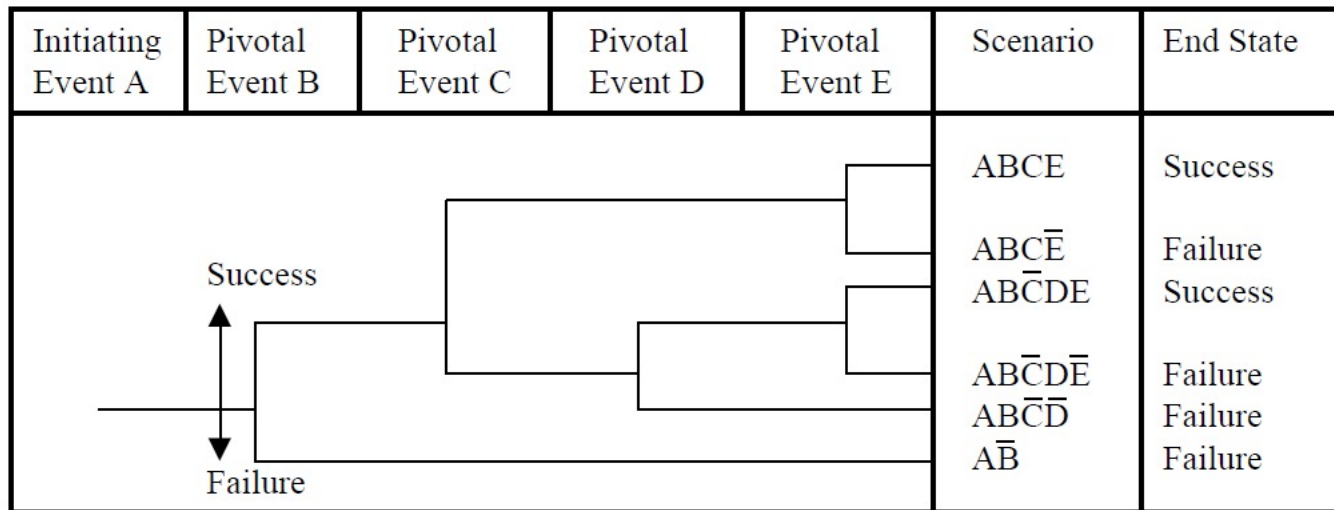 Initiating Event A
Pivotal Event B
Pivotal Event C
Pivotal Event D
Pivotal Event E
Scenario
End State
ABCE Success
ABCE̅ Failure
Success
ABC̅DE Success
ABC̅DE̅ Failure
ABC̅D̅ Failure
AB̅ Failure
Failure